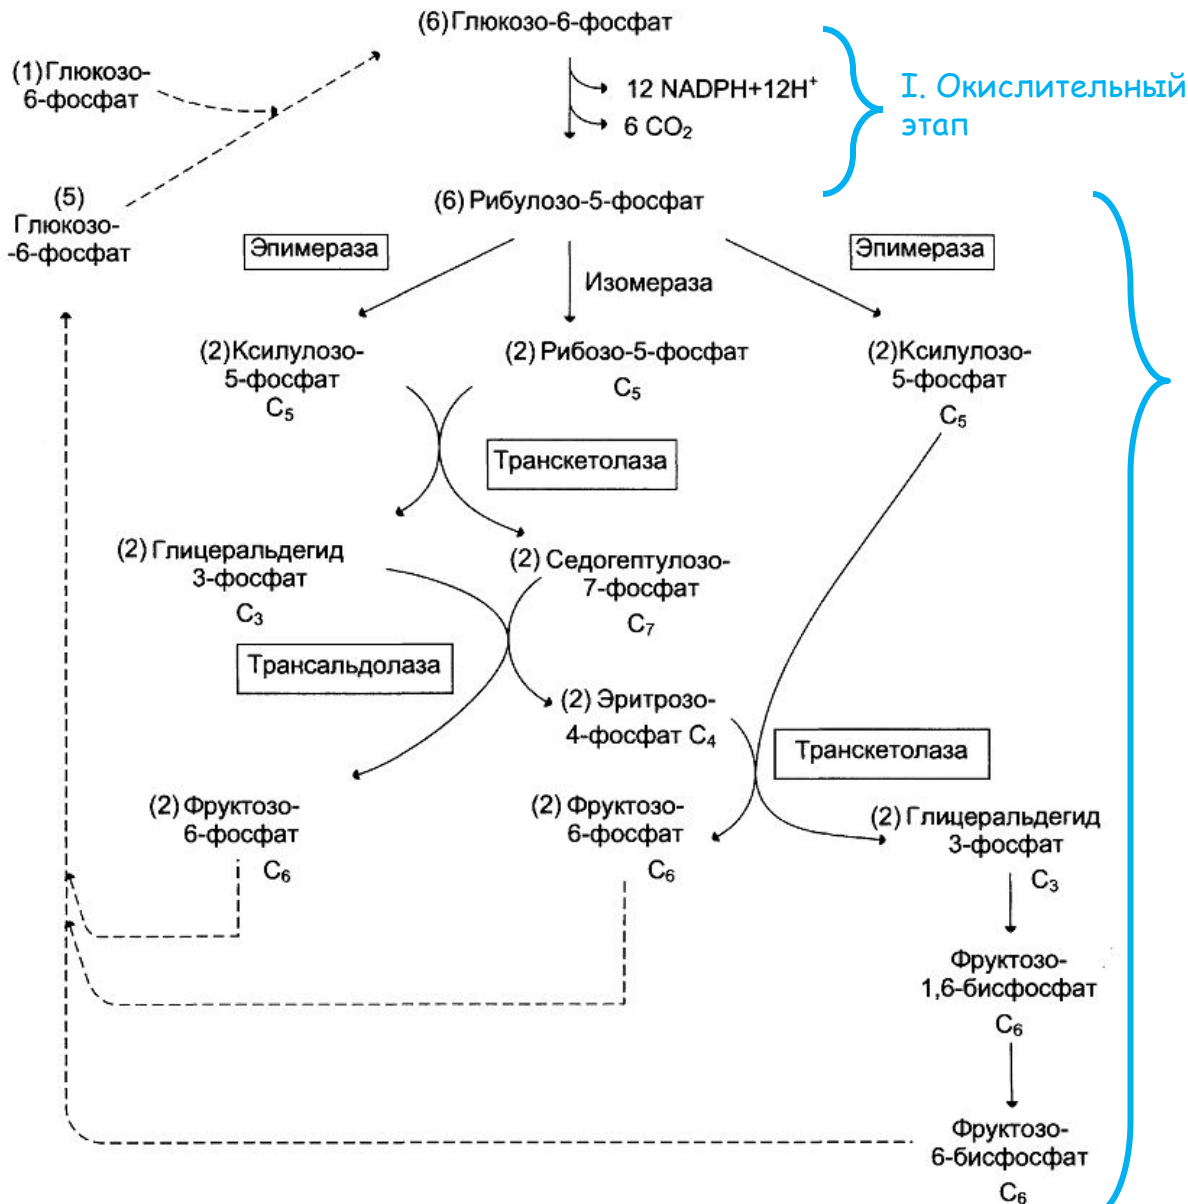 (6) Глюкозо-6-фосфат
(1) Глюкозо-
6-фосфат
12 NADPH+12H⁺
6 CO₂
I. Окислительный
этап
(5)
Глюкозо-
-6-фосфат
(6) Рибулозо-5-фосфат
Эпимераза
Изомераза
Эпимераза
(2) Ксилулозо-
5-фосфат
C₅
(2) Рибозо-5-фосфат
C₅
(2) Ксилулозо-
5-фосфат
C₅
Транскетолаза
(2) Глицеральдегид
3-фосфат
C₃
(2) Седогептулозо-
7-фосфат
C₇
Трансальдолаза
(2) Эритрозо-
4-фосфат C₄
Транскетолаза
(2) Фруктозо-
6-фосфат
C₆
(2) Фруктозо-
6-фосфат
C₆
(2) Глицеральдегид
3-фосфат
C₃
Фруктозо-
1,6-бисфосфат
C₆
Фруктозо-
6-бисфосфат
C₆